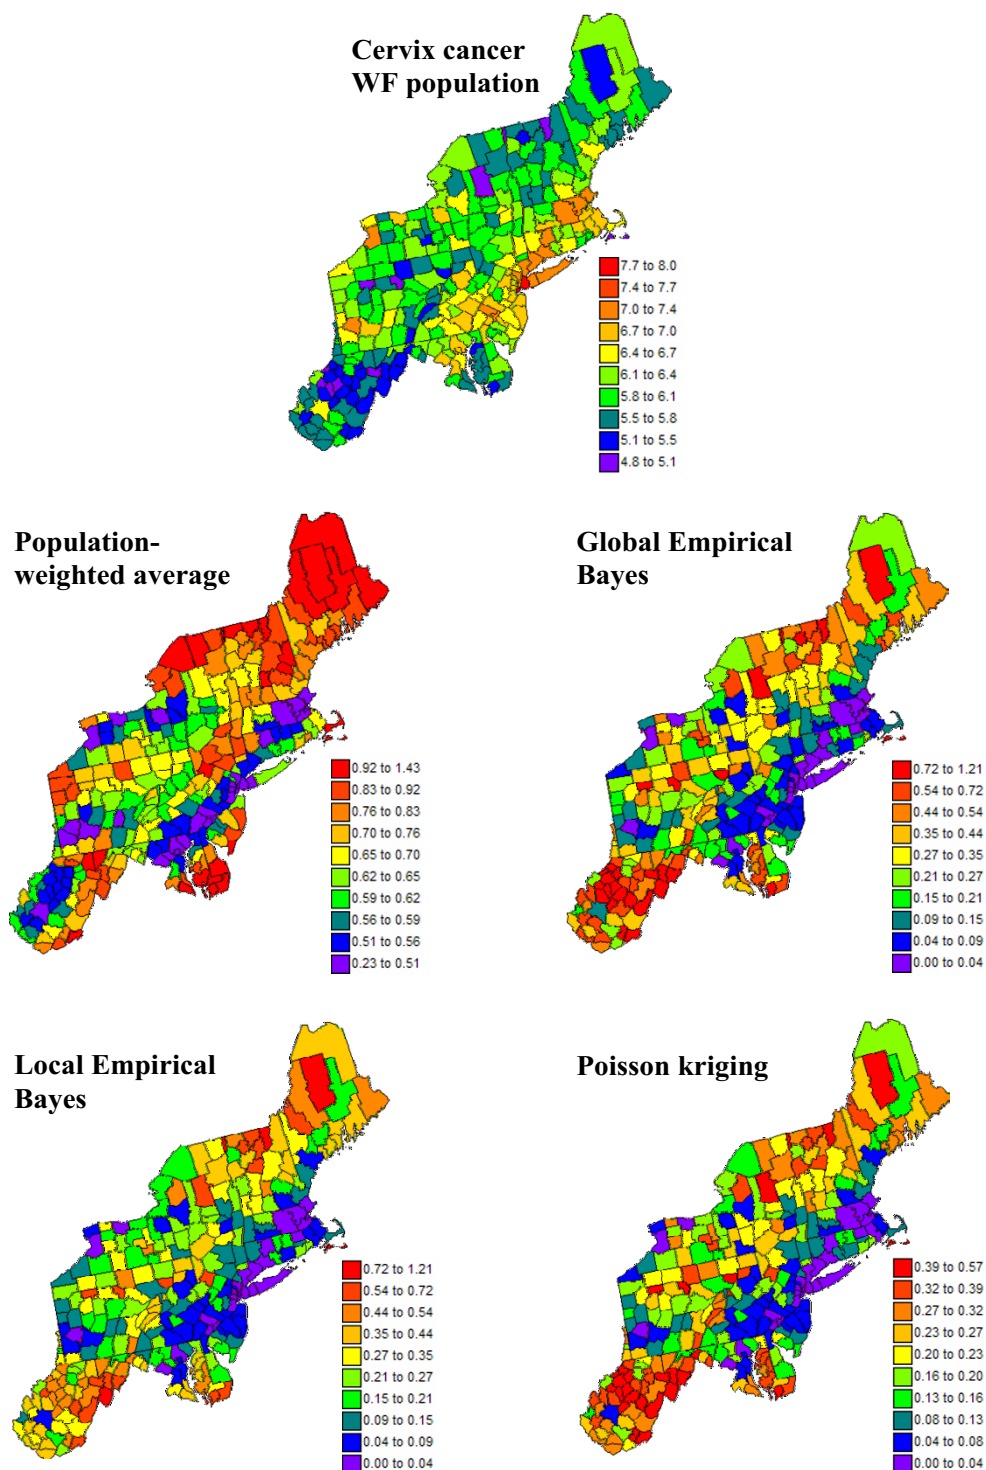 Cervix cancer
WF population
7.7 to 8.0
7.4 to 7.7
7.0 to 7.4
6.7 to 7.0
6.4 to 6.7
6.1 to 6.4
5.8 to 6.1
5.5 to 5.8
5.1 to 5.5
4.8 to 5.1
Population-
weighted average
0.92 to 1.43
0.83 to 0.92
0.76 to 0.83
0.70 to 0.76
0.65 to 0.70
0.62 to 0.65
0.59 to 0.62
0.56 to 0.59
0.51 to 0.56
0.23 to 0.51
Global Empirical
Bayes
0.72 to 1.21
0.54 to 0.72
0.44 to 0.54
0.35 to 0.44
0.27 to 0.35
0.21 to 0.27
0.15 to 0.21
0.09 to 0.15
0.04 to 0.09
0.00 to 0.04
Local Empirical
Bayes
0.72 to 1.21
0.54 to 0.72
0.44 to 0.54
0.35 to 0.44
0.27 to 0.35
0.21 to 0.27
0.15 to 0.21
0.09 to 0.15
0.04 to 0.09
0.00 to 0.04
Poisson kriging
0.39 to 0.57
0.32 to 0.39
0.27 to 0.32
0.23 to 0.27
0.20 to 0.23
0.16 to 0.20
0.13 to 0.16
0.08 to 0.13
0.04 to 0.08
0.00 to 0.04